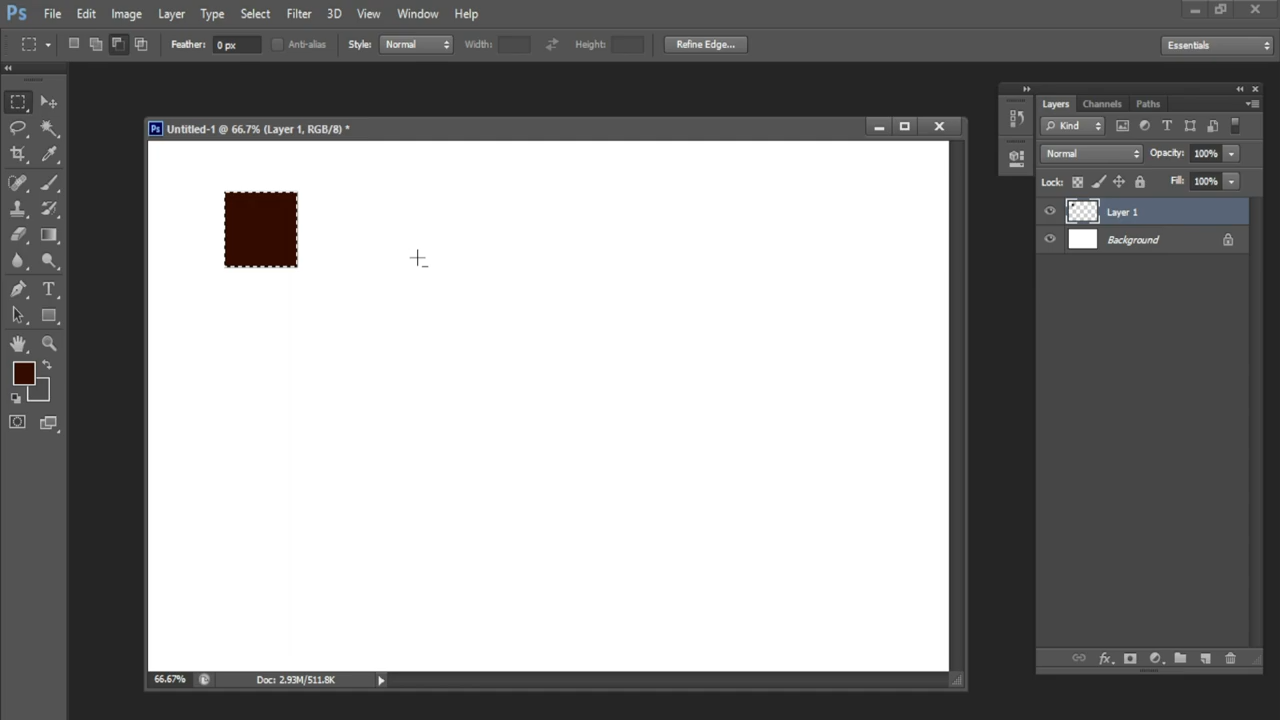 Ps File Edit Image Layer Type Select Filter 3D View Window Help
Feather: 0 px Anti-alias Style: Normal Width: Height: Refine Edge... Essentials
Untitled-1 @ 66.7% (Layer 1, RGB/8) *
Layers Channels Paths
Kind
Normal Opacity: 100%
Lock: Fill: 100%
Layer 1
Background
66.67% Doc: 2.93M/511.8K